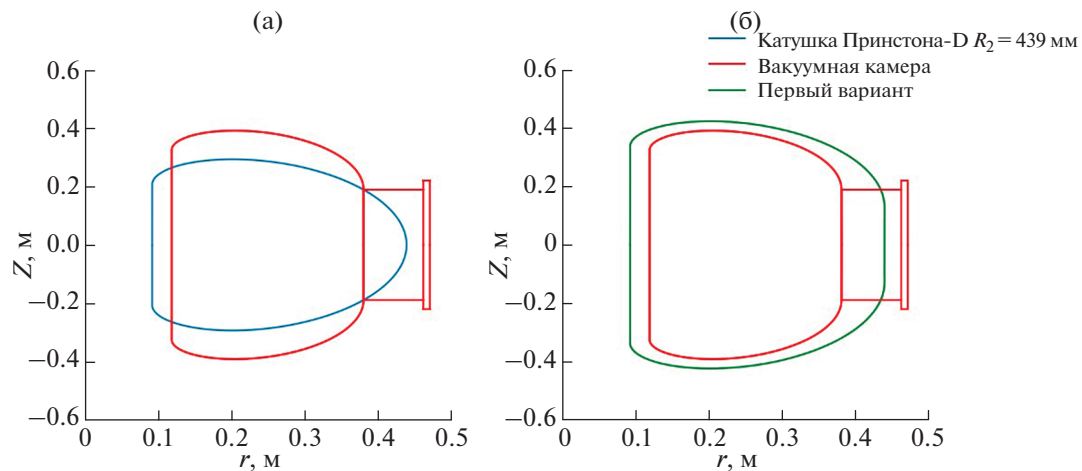 (а)
(б)
Катушка Принстона-D R₂ = 439 мм
Вакуумная камера
Первый вариант
0.6
0.4
0.2
0.0
−0.2
−0.4
−0.6
Z, м
0
0.1
0.2
0.3
0.4
0.5
r, м
0.6
0.4
0.2
0
−0.2
−0.4
−0.6
Z, м
0
0.1
0.2
0.3
0.4
0.5
r, м